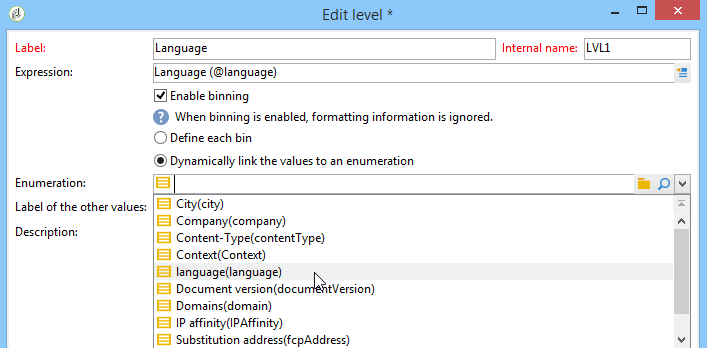 Edit level *
Label: Language Internal name: LVL1
Expression: Language (@language)
Enable binning
? When binning is enabled, formatting information is ignored.
Define each bin
Dynamically link the values to an enumeration
Enumeration:
Label of the other values: City(city)
Company(company)
Description: Content-Type(contentType)
Context(Context)
language(language)
Document version(documentVersion)
Domains(domain)
IP affinity(IPAffinity)
Substitution address(fcpAddress)